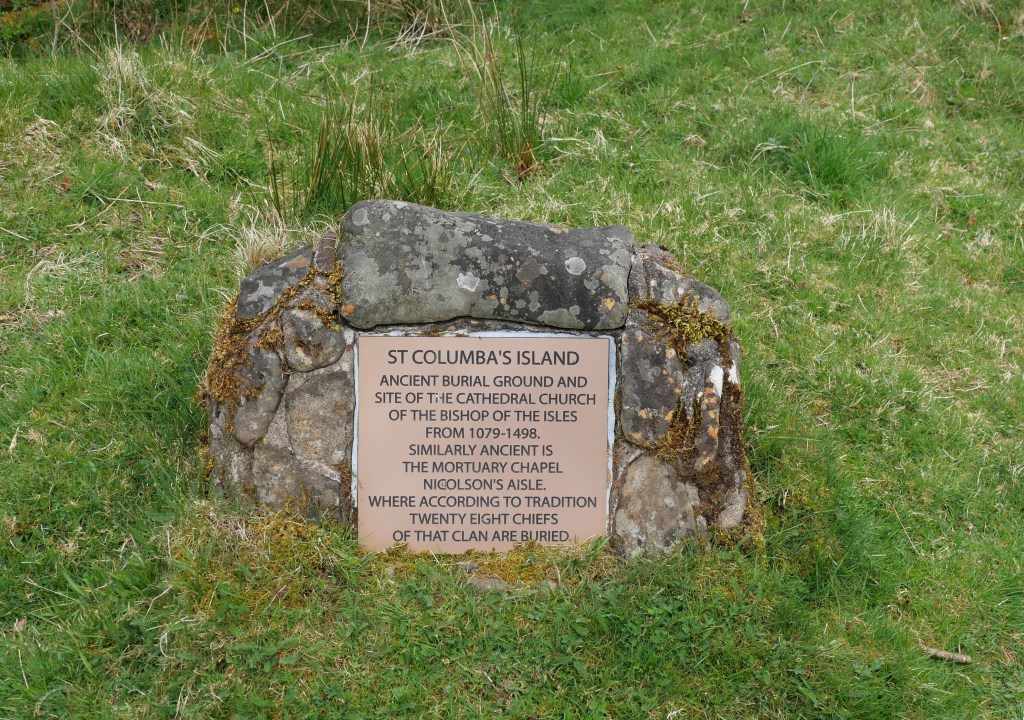 ST COLUMBA'S ISLAND
ANCIENT BURIAL GROUND AND
SITE OF THE CATHEDRAL CHURCH
OF THE BISHOP OF THE ISLES
FROM 1079-1498.
SIMILARLY ANCIENT IS
THE MORTUARY CHAPEL
NICOLSON'S AISLE.
WHERE ACCORDING TO TRADITION
TWENTY EIGHT CHIEFS
OF THAT CLAN ARE BURIED.